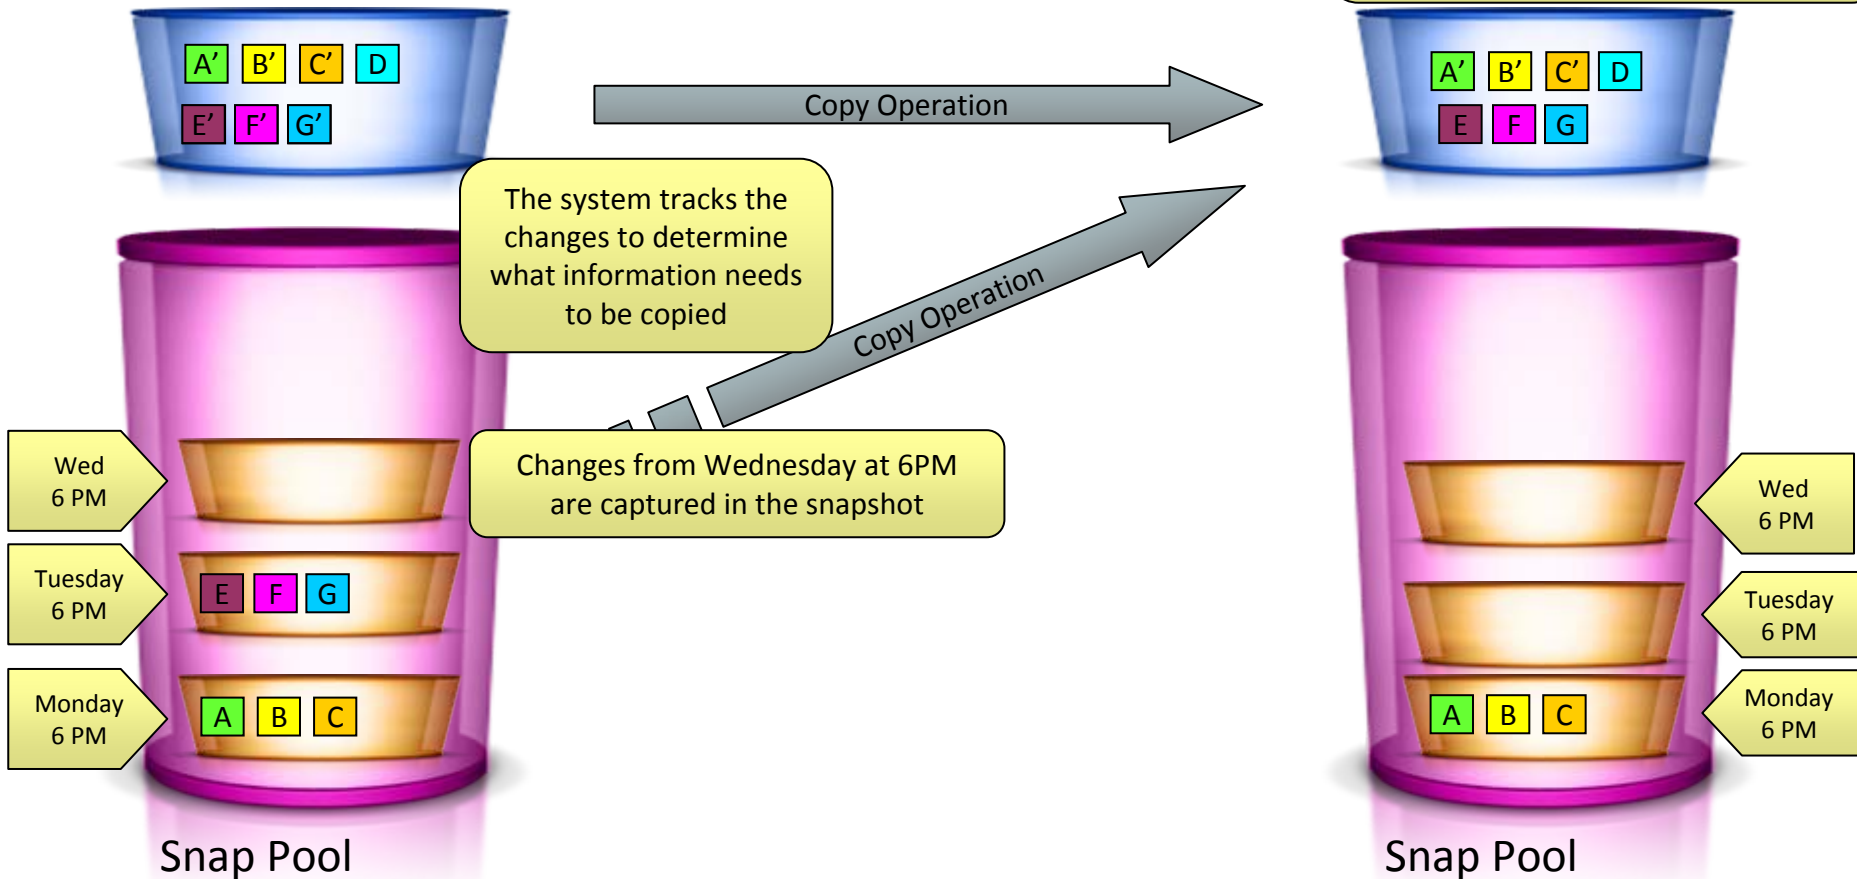 A’ B’ C’ D
E’ F’ G’
Copy Operation
A’ B’ C’ D
E F G
The system tracks the
changes to determine
what information needs
to be copied
Copy Operation
Changes from Wednesday at 6PM
are captured in the snapshot
Wed
6 PM
Tuesday
6 PM
E F G
Monday
6 PM
A B C
Snap Pool
Wed
6 PM
Tuesday
6 PM
Monday
6 PM
A B C
Snap Pool